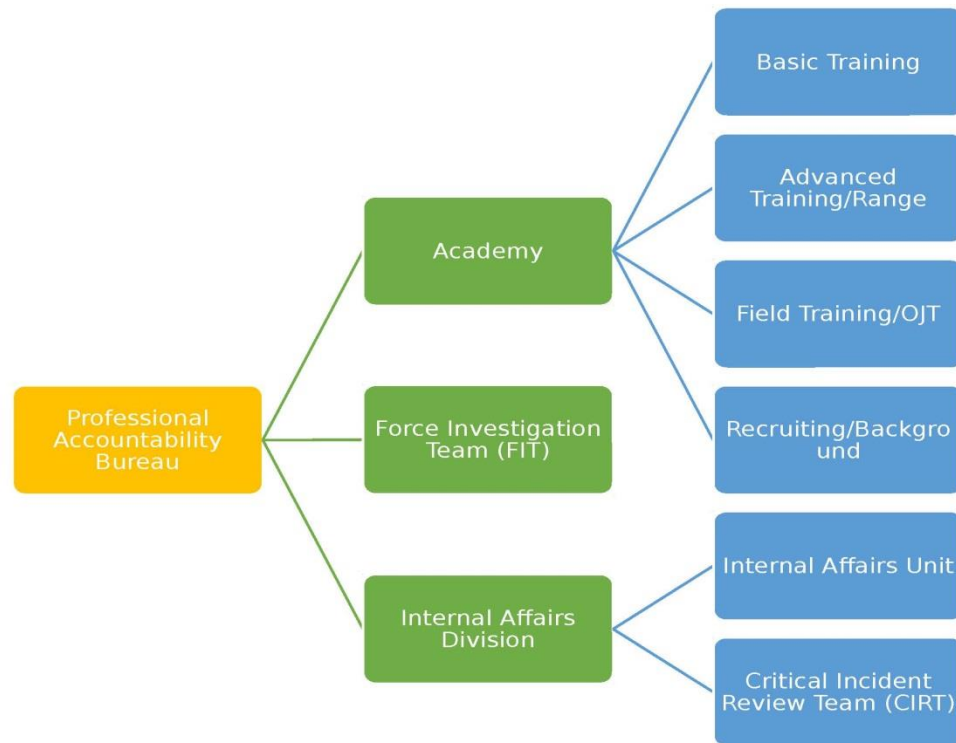 Professional
Accountability
Bureau
Academy
Force Investigation
Team (FIT)
Internal Affairs
Division
Basic Training
Advanced
Training/Range
Field Training/OJT
Recruiting/Backgro
und
Internal Affairs Unit
Critical Incident
Review Team (CIRT)